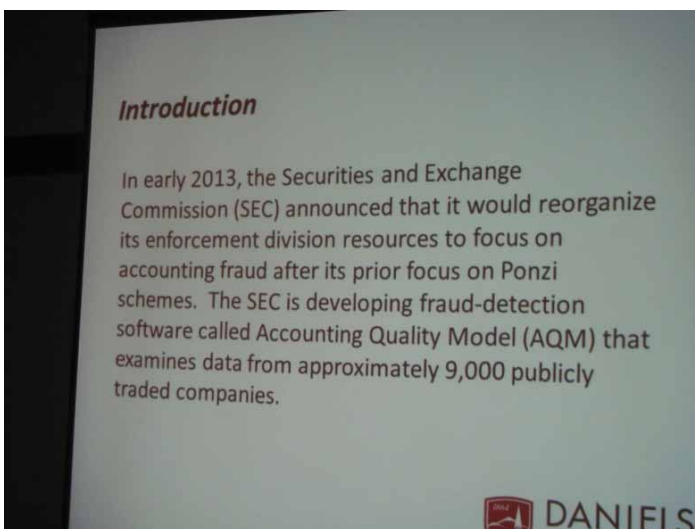 Introduction
In early 2013, the Securities and Exchange
Commission (SEC) announced that it would reorganize
its enforcement division resources to focus on
accounting fraud after its prior focus on Ponzi
schemes. The SEC is developing fraud-detection
software called Accounting Quality Model (AQM) that
examines data from approximately 9,000 publicly
traded companies.
DANIELS